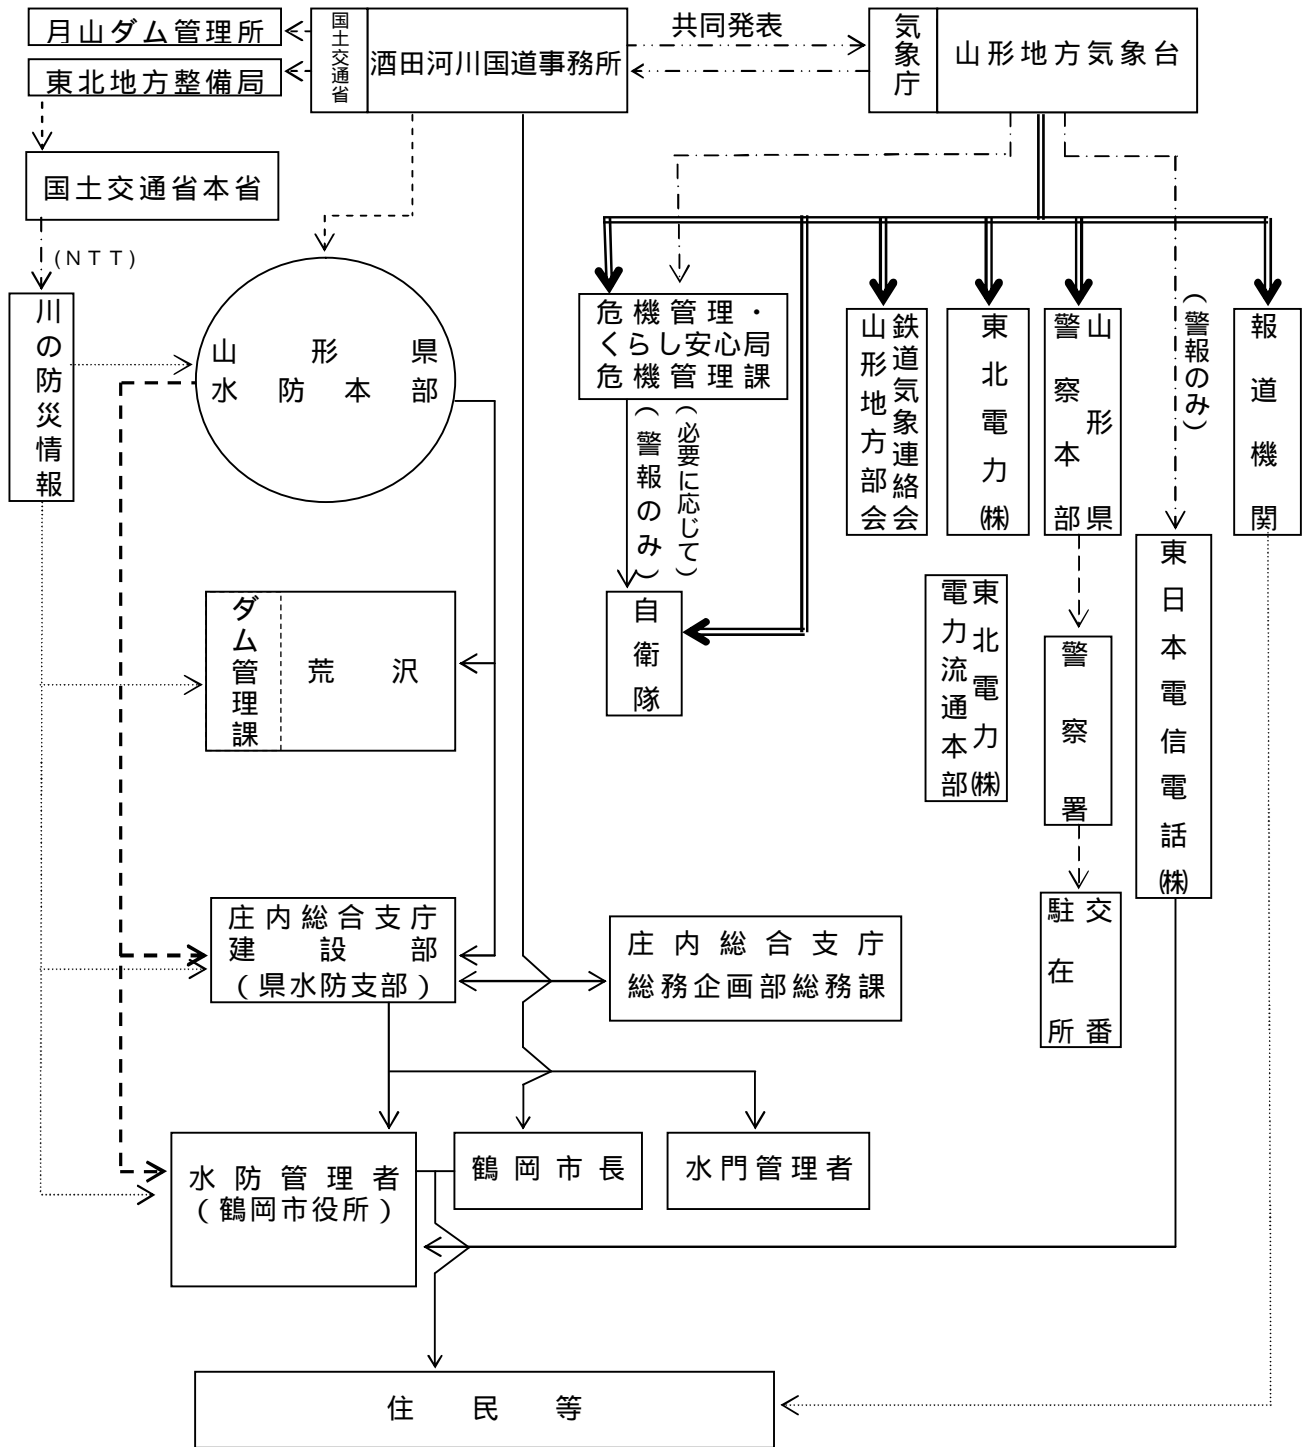 月山ダム管理所
東北地方整備局
国土交通省
酒田河川国道事務所
共同発表
気象庁
山形地方気象台
国土交通省本省
(NTT)
川の防災情報
山形県
水防本部
危機管理・
くらし安心局
危機管理課
(必要に応じて)
(警報のみ)
自衛隊
鉄道気象連絡会
山形地方部会
東北電力㈱
山形県
警察本部
(警報のみ)
報道機関
東北電力㈱
電力流通本部
警察署
東日本電信電話㈱
交番
駐在所
ダム管理課
荒沢
庄内総合支庁
建設部
(県水防支部)
庄内総合支庁
総務企画部総務課
水防管理者
(鶴岡市役所)
鶴岡市長
水門管理者
住民等